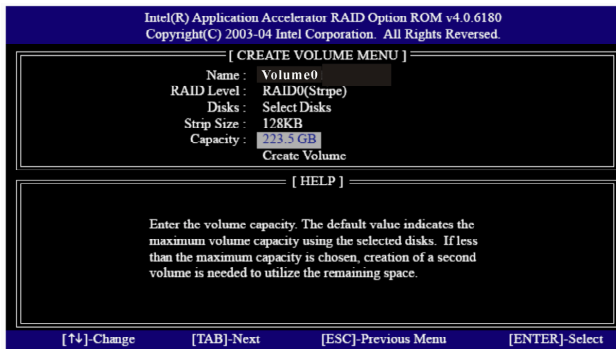 Intel(R) Application Accelerator RAID Option ROM v4.0.6180
Copyright(C) 2003-04 Intel Corporation. All Rights Reversed.
[ CREATE VOLUME MENU ]
Name : Volume0
RAID Level : RAID0(Stripe)
Disks : Select Disks
Strip Size : 128KB
Capacity : 223.5 GB
Create Volume
[ HELP ]
Enter the volume capacity. The default value indicates the
maximum volume capacity using the selected disks. If less
than the maximum capacity is chosen, creation of a second
volume is needed to utilize the remaining space.
[↑↓]-Change [TAB]-Next [ESC]-Previous Menu [ENTER]-Select